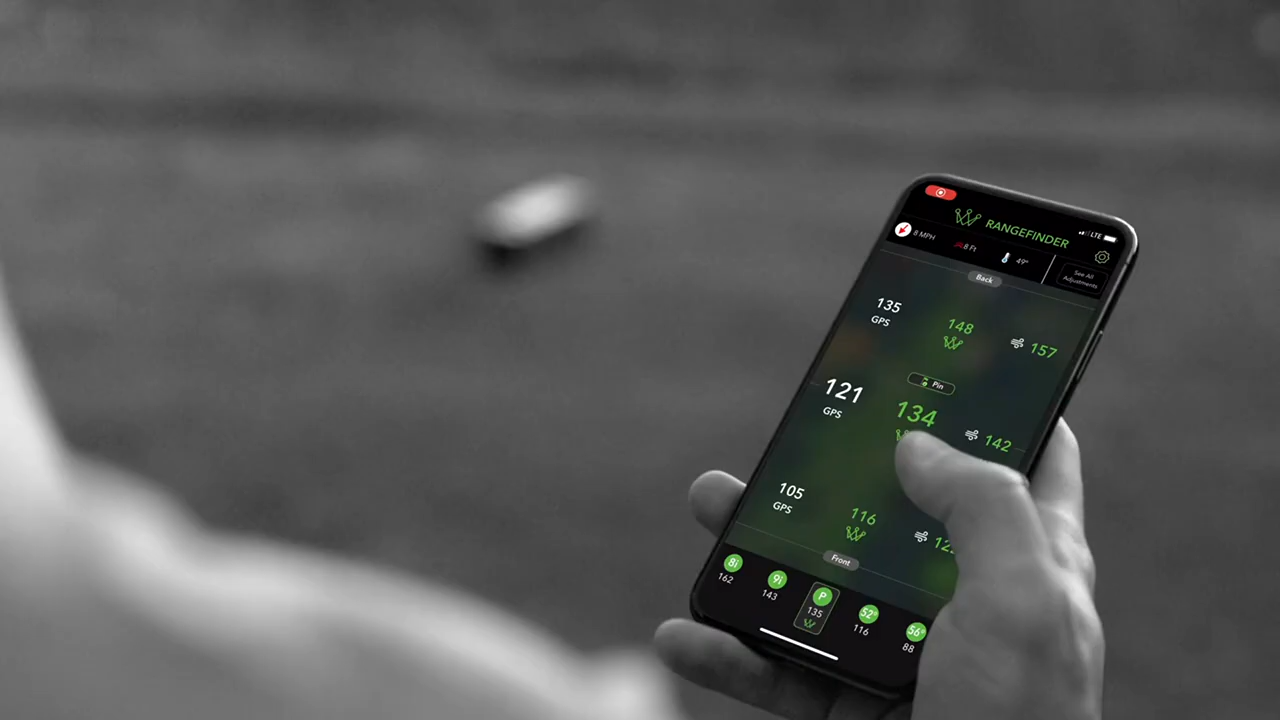 RANGEFINDER
LTE
8 MPH
8 Ft
49°
See All
Adjustments
Back
135
GPS
148
157
Pin
121
GPS
134
142
105
GPS
116
Front
8i
162
9i
143
P
135
52°
116
56°
88